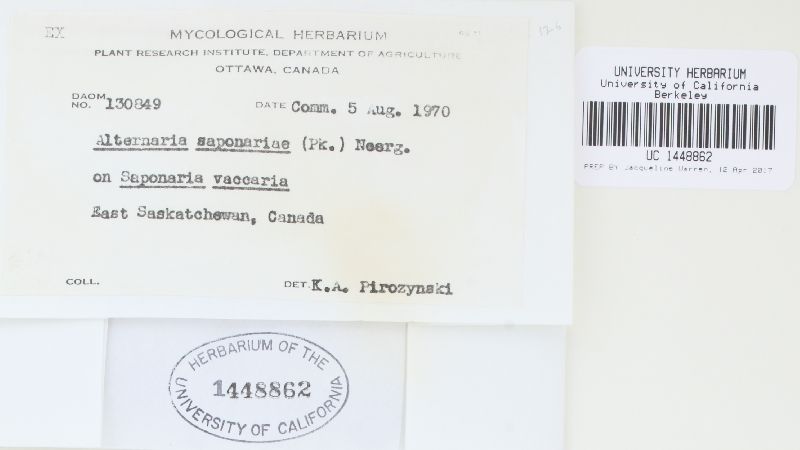 EX
MYCOLOGICAL HERBARIUM
PLANT RESEARCH INSTITUTE, DEPARTMENT OF AGRICULTURE
OTTAWA, CANADA
DAOM NO. 130849 DATE Comm. 5 Aug. 1970
Alternaria saponariae (Pk.) Neerg.
on Saponaria vaccaria
East Saskatchewan, Canada
COLL. DET. K.A. Pirozynski
HERBARIUM OF THE
1448862
UNIVERSITY OF CALIFORNIA
UNIVERSITY HERBARIUM
University of California
Berkeley
UC 1448862
PREP BY Jacqueline Warren, 12 Apr 2017